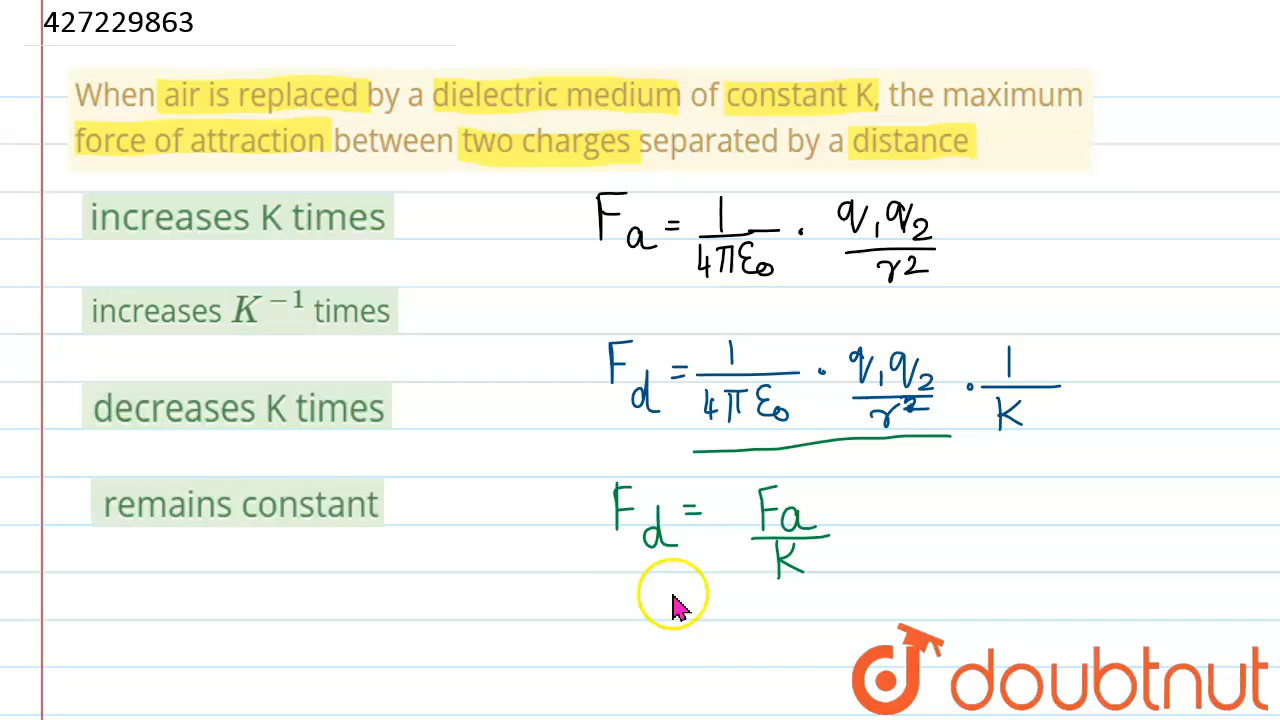 427229863
When air is replaced by a dielectric medium of constant K, the maximum
force of attraction between two charges separated by a distance
increases K times
increases K⁻¹ times
decreases K times
remains constant
Fₐ = 1/4πε₀ · q₁q₂/r²
F_d = 1/4πε₀ · q₁q₂/r² · 1/K
F_d = Fa/K
doubtnut